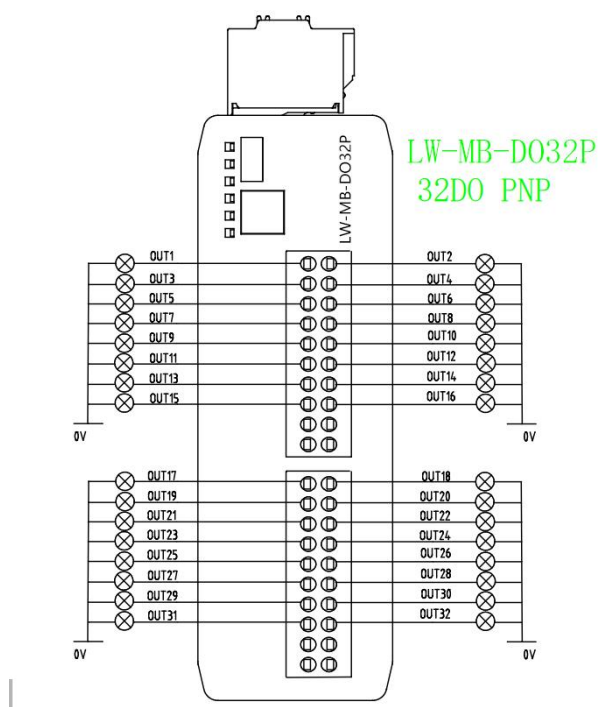 LW-MB-DO32P
32DO PNP
LW-MB-DO32P
OUT1 OUT2
OUT3 OUT4
OUT5 OUT6
OUT7 OUT8
OUT9 OUT10
OUT11 OUT12
OUT13 OUT14
OUT15 OUT16
0V 0V
OUT17 OUT18
OUT19 OUT20
OUT21 OUT22
OUT23 OUT24
OUT25 OUT26
OUT27 OUT28
OUT29 OUT30
OUT31 OUT32
0V 0V